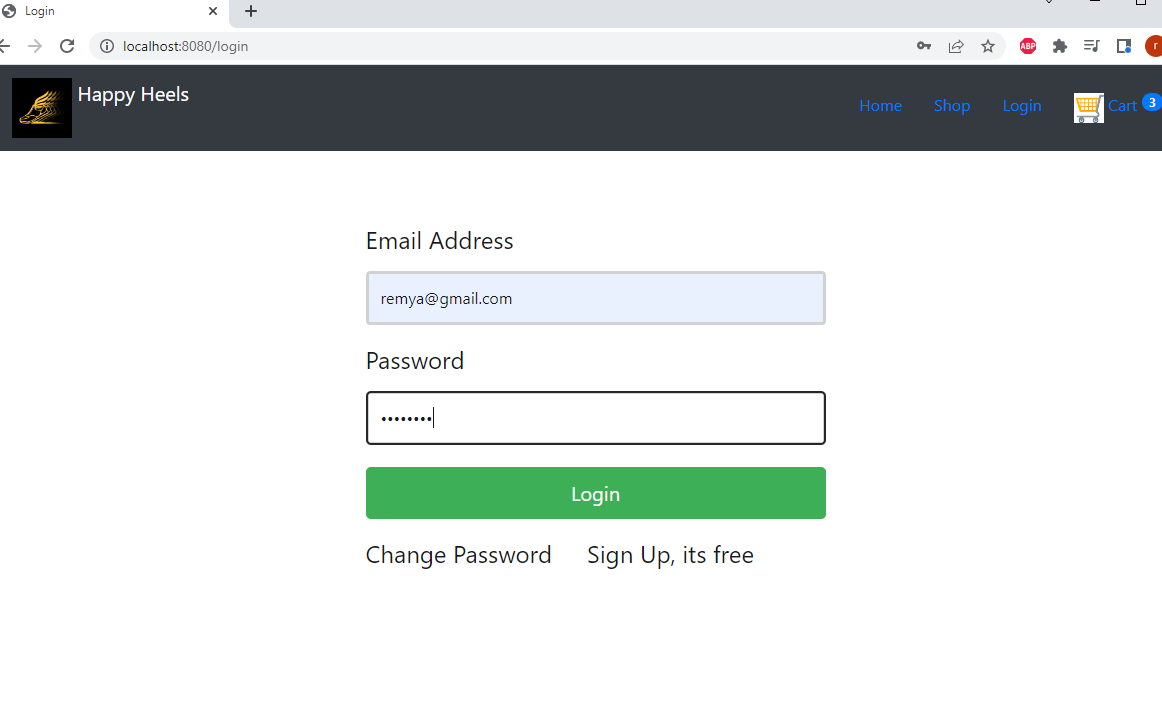 Login
localhost:8080/login
ABP
r
Happy Heels
Home Shop Login Cart 3
Email Address
remya@gmail.com
Password
••••••••
Login
Change Password Sign Up, its free